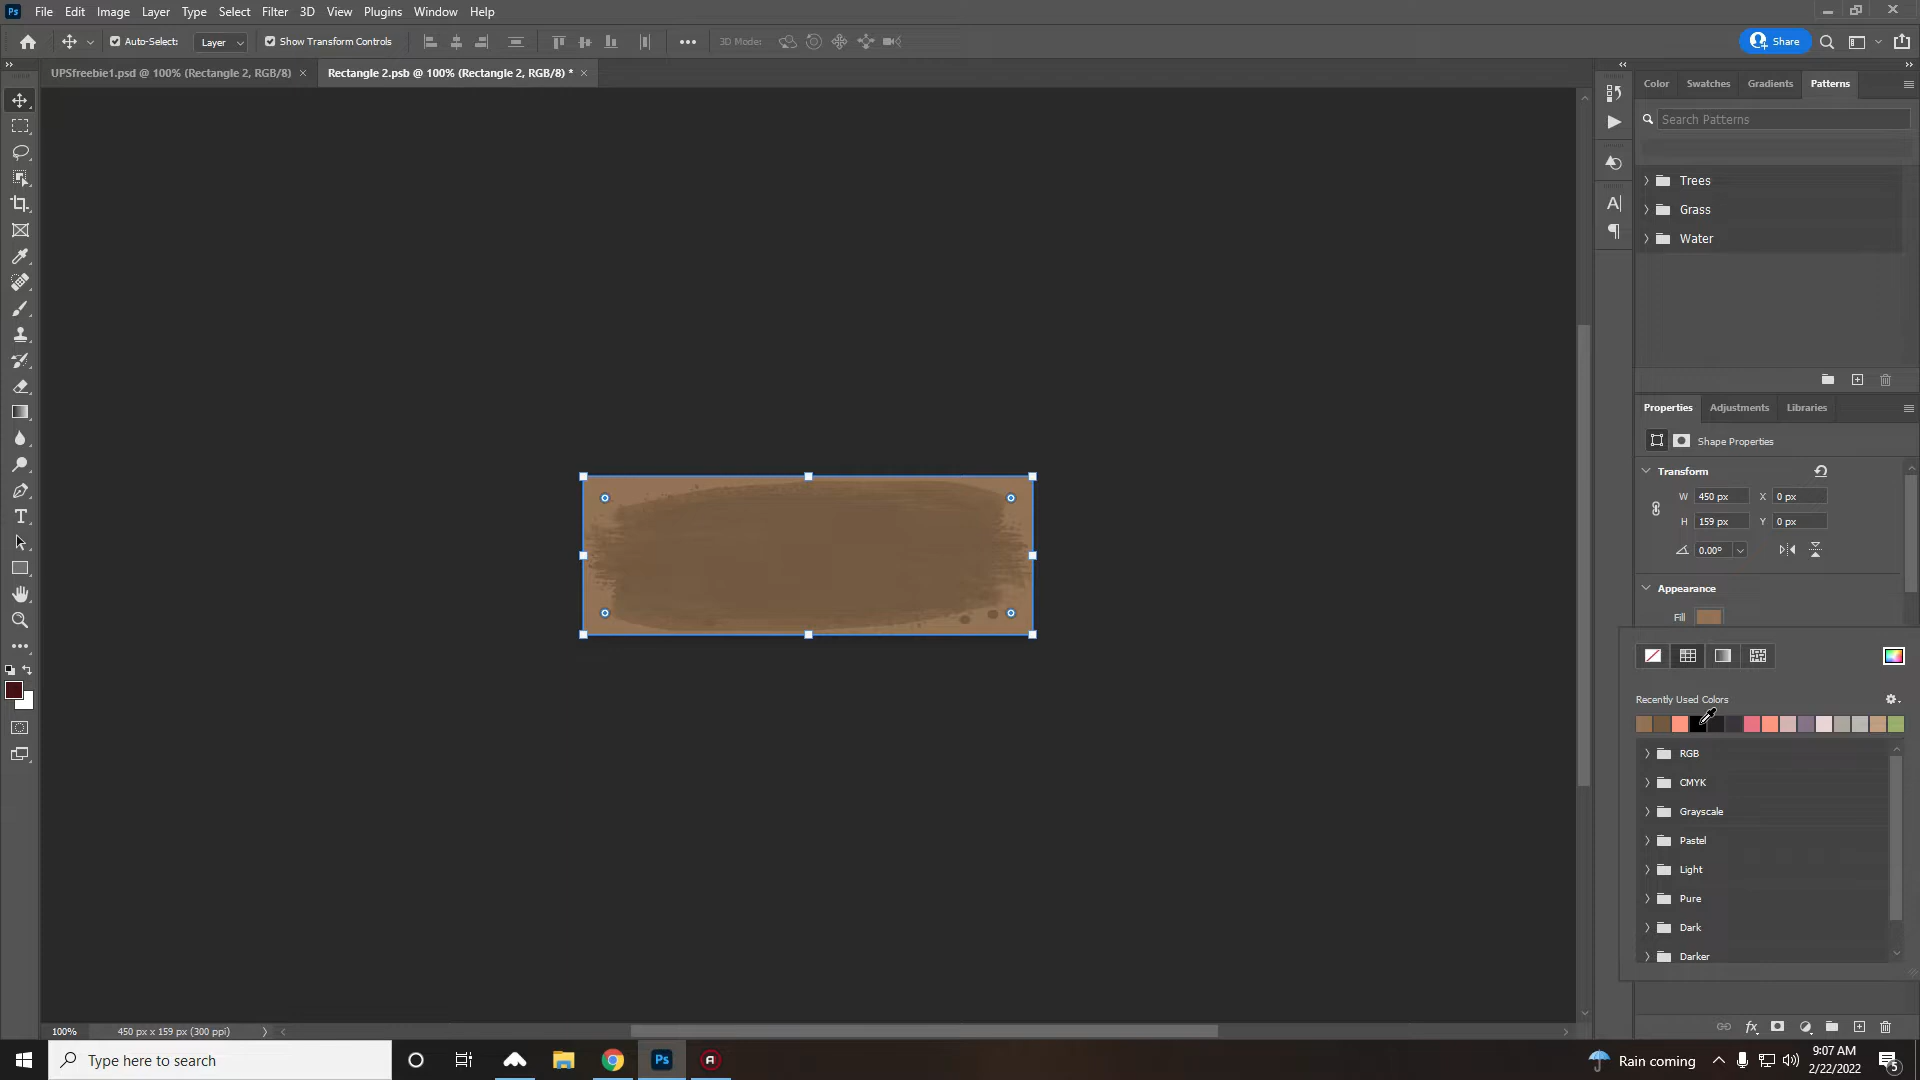 Ps File Edit Image Layer Type Select Filter 3D View Plugins Window Help
Auto-Select: Layer Show Transform Controls ••• 3D Mode: Share
UPSfreebie1.psd @ 100% (Rectangle 2, RGB/8) × Rectangle 2.psb @ 100% (Rectangle 2, RGB/8) * ×
Color Swatches Gradients Patterns
Search Patterns
Trees
Grass
Water
Properties Adjustments Libraries
Shape Properties
Transform
W 450 px X 0 px
H 159 px Y 0 px
0.00°
Appearance
Fill
Recently Used Colors
RGB
CMYK
Grayscale
Pastel
Light
Pure
Dark
Darker
100% 450 px x 159 px (300 ppi)
fx
Type here to search
Ps
Rain coming
9:07 AM
2/22/2022
5